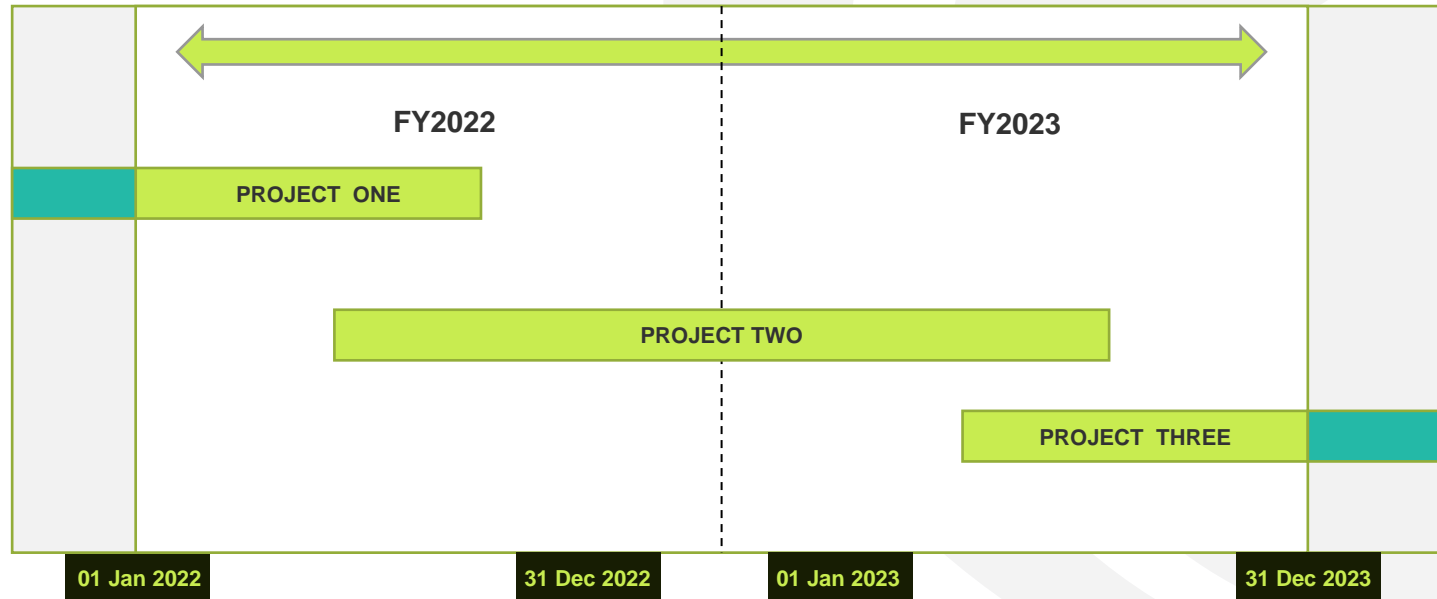 FY2022
FY2023
PROJECT ONE
PROJECT TWO
PROJECT THREE
01 Jan 2022
31 Dec 2022
01 Jan 2023
31 Dec 2023